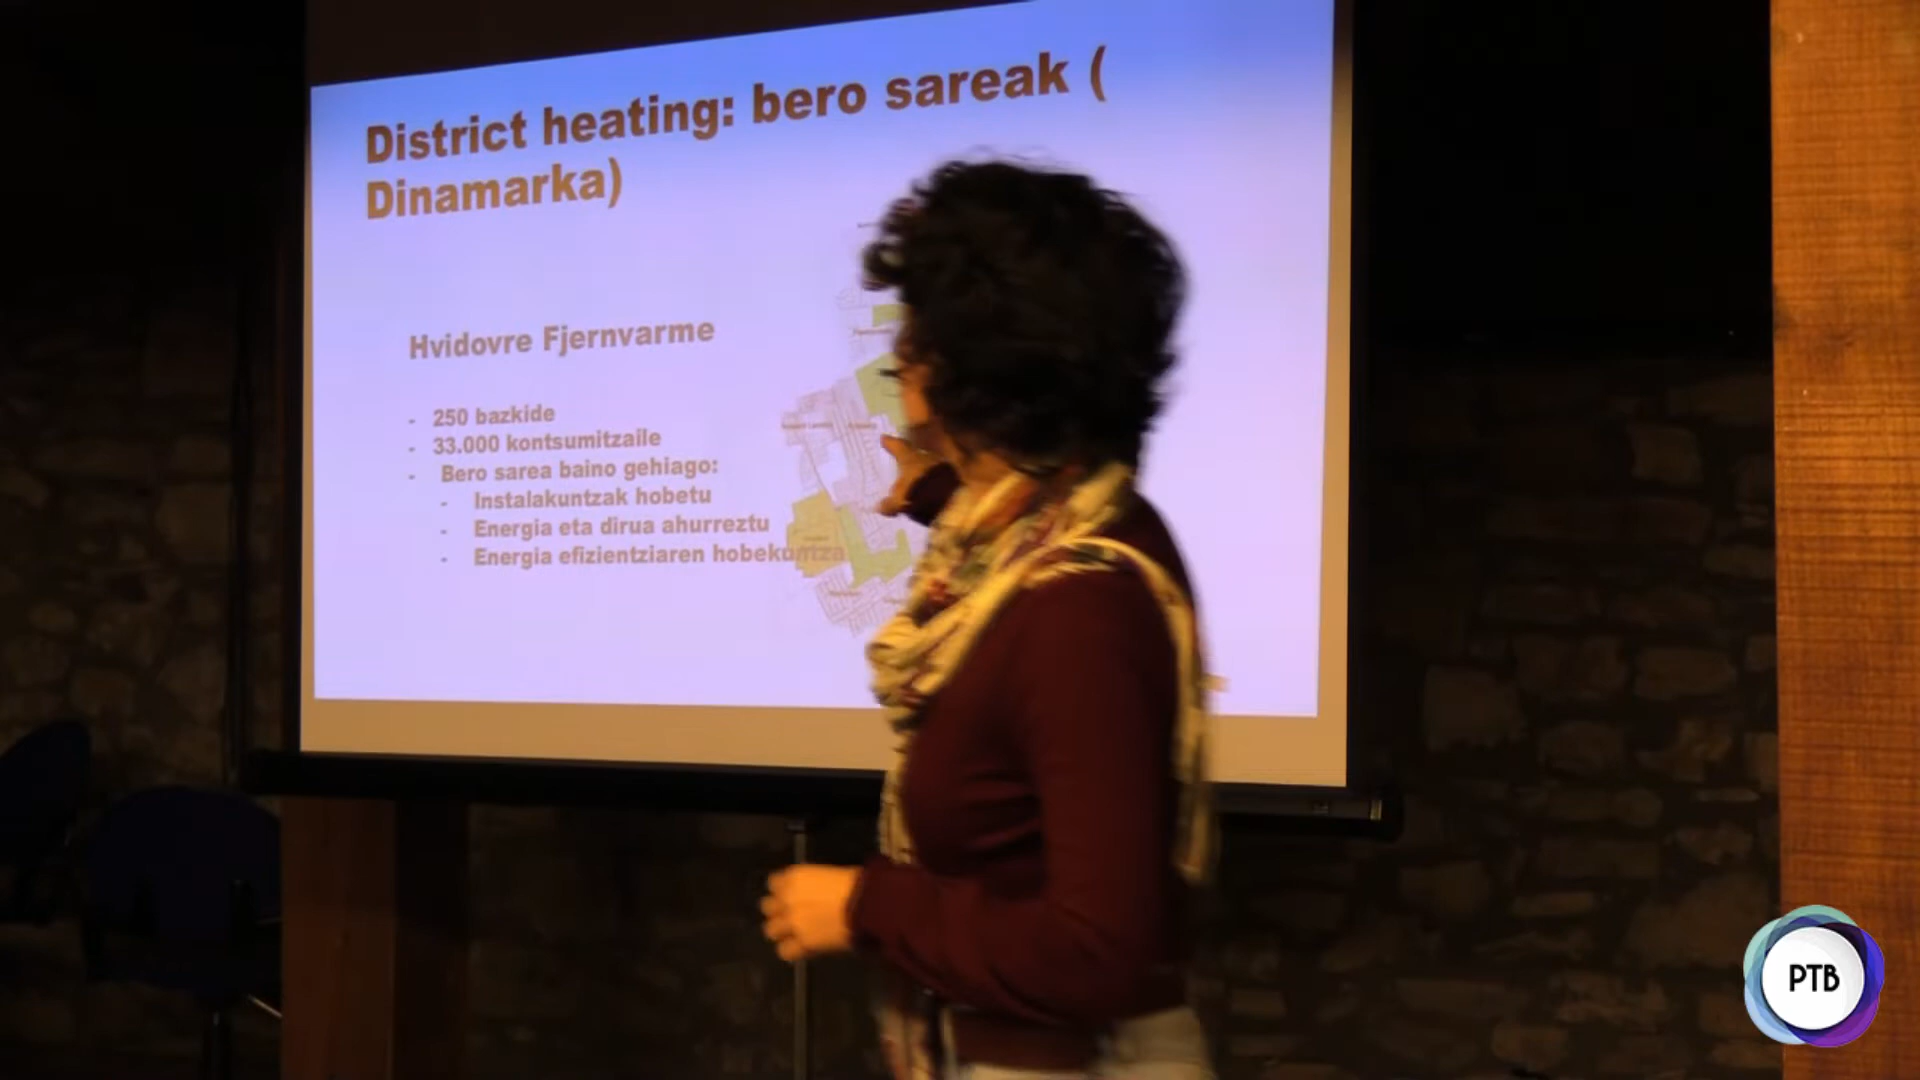 District heating: bero sareak (
Dinamarka)
Hvidovre Fjernvarme
- 250 bazkide
- 33.000 kontsumitzaile
- Bero sarea baino gehiago:
- Instalakuntzak hobetu
- Energia eta dirua ahurreztu
- Energia efizientziaren hobekuntza
PTB